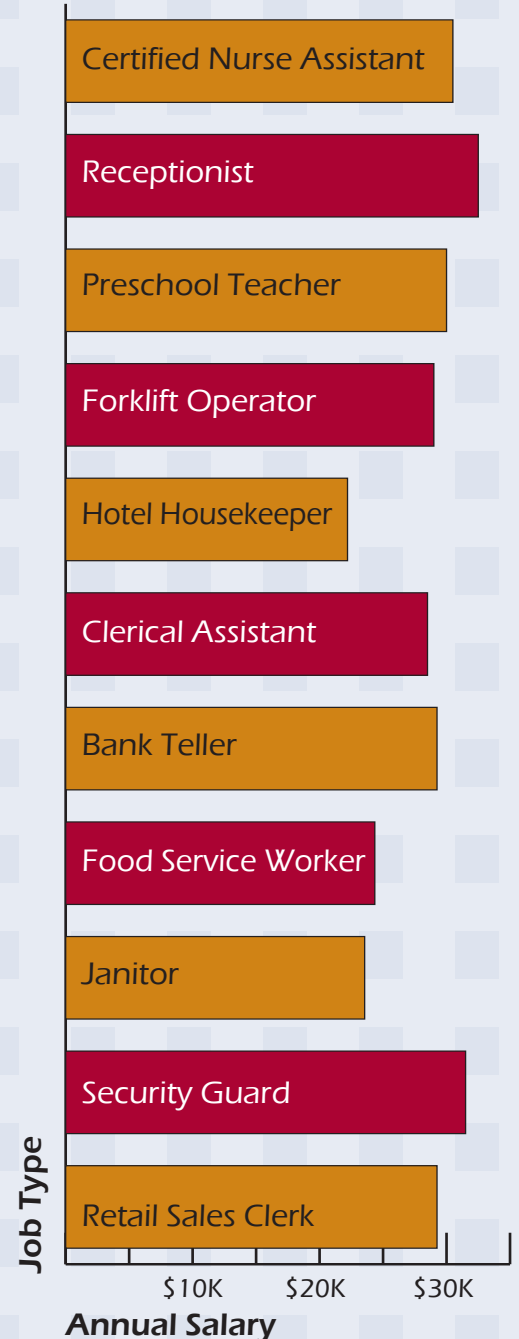 Certified Nurse Assistant
Receptionist
Preschool Teacher
Forklift Operator
Hotel Housekeeper
Clerical Assistant
Bank Teller
Food Service Worker
Janitor
Security Guard
Retail Sales Clerk
Job Type
$10K $20K $30K
Annual Salary